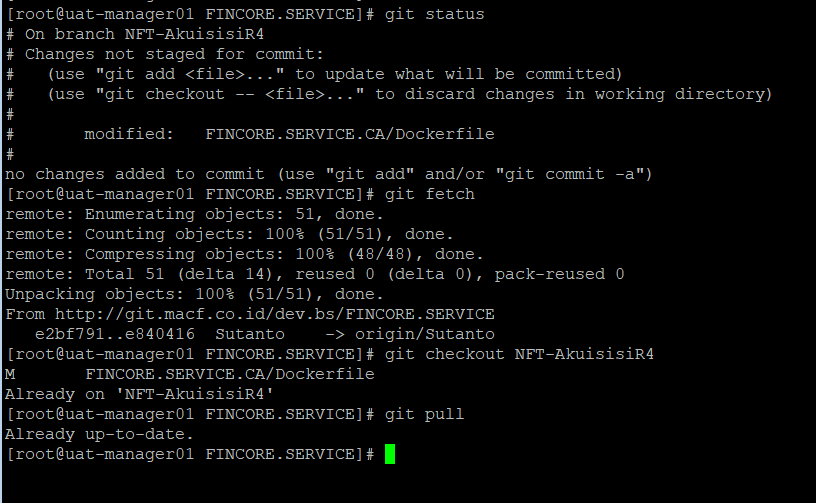 [root@uat-manager01 FINCORE.SERVICE]# git status
# On branch NFT-AkuisisiR4
# Changes not staged for commit:
#   (use "git add <file>..." to update what will be committed)
#   (use "git checkout -- <file>..." to discard changes in working directory)
#
#       modified:   FINCORE.SERVICE.CA/Dockerfile
#
no changes added to commit (use "git add" and/or "git commit -a")
[root@uat-manager01 FINCORE.SERVICE]# git fetch
remote: Enumerating objects: 51, done.
remote: Counting objects: 100% (51/51), done.
remote: Compressing objects: 100% (48/48), done.
remote: Total 51 (delta 14), reused 0 (delta 0), pack-reused 0
Unpacking objects: 100% (51/51), done.
From http://git.macf.co.id/dev.bs/FINCORE.SERVICE
   e2bf791..e840416  Sutanto    -> origin/Sutanto
[root@uat-manager01 FINCORE.SERVICE]# git checkout NFT-AkuisisiR4
M       FINCORE.SERVICE.CA/Dockerfile
Already on 'NFT-AkuisisiR4'
[root@uat-manager01 FINCORE.SERVICE]# git pull
Already up-to-date.
[root@uat-manager01 FINCORE.SERVICE]#